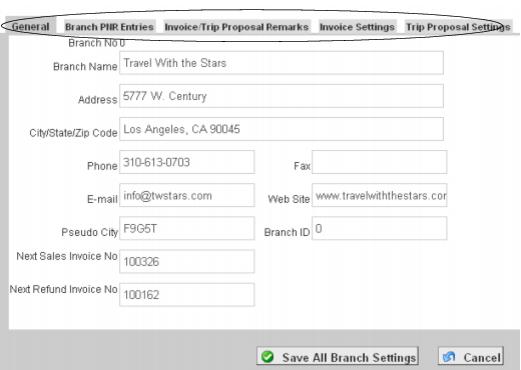 General Branch PNR Entries Invoice/Trip Proposal Remarks Invoice Settings Trip Proposal Settings
Branch No 0
Branch Name Travel With the Stars
Address 5777 W. Century
City/State/Zip Code Los Angeles, CA 90045
Phone 310-613-0703 Fax
E-mail info@twstars.com Web Site www.travelwiththestars.cor
Pseudo City F9G5T Branch ID 0
Next Sales Invoice No 100326
Next Refund Invoice No 100162
Save All Branch Settings Cancel